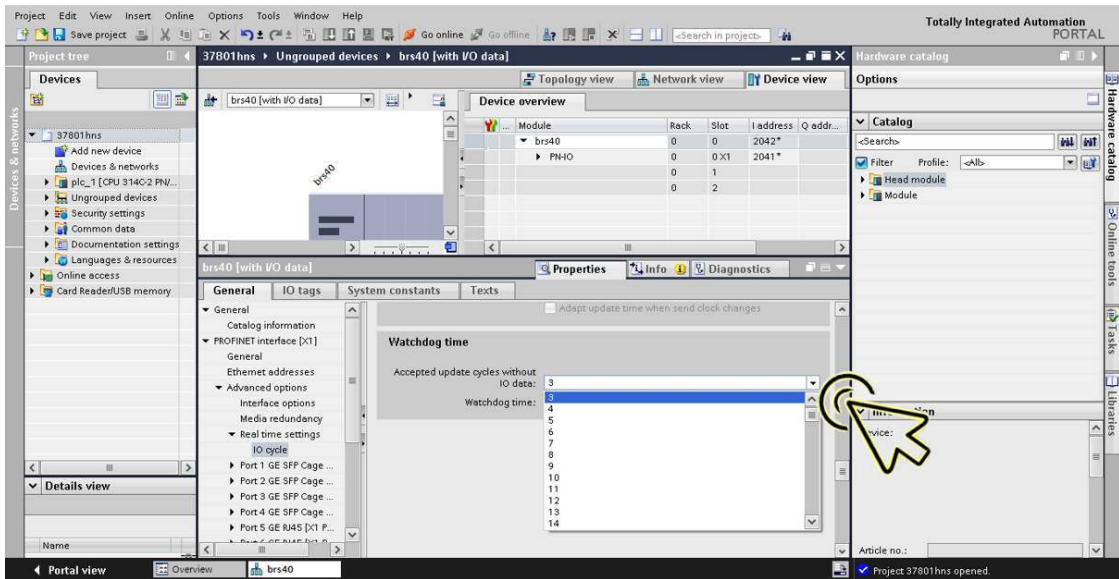 Project Edit View Insert Online Options Tools Window Help
Totally Integrated Automation
PORTAL
Save project Go online Go offline <Search in project>
Project tree
37801hns Ungrouped devices brs40 [with I/O data]
Hardware catalog
Devices
Topology view Network view Device view
Options
brs40 [with I/O data]
Device overview
... Module Rack Slot I address Q addr...
brs40 0 0 2042*
PN-IO 0 0 X1 2041*
0 1
0 2
brs40
37801hns
Add new device
Devices & networks
plc_1 [CPU 314C-2 PN/...
Ungrouped devices
Security settings
Common data
Documentation settings
Languages & resources
Online access
Card Reader/USB memory
Catalog
<Search>
Filter Profile: <All>
Head module
Module
Devices & networks
Hardware catalog
Online tools
Tasks
Libraries
brs40 [with I/O data]
Properties Info Diagnostics
General IO tags System constants Texts
General
Catalog information
PROFINET interface [X1]
General
Ethernet addresses
Advanced options
Interface options
Media redundancy
Real time settings
IO cycle
Port 1 GE SFP Cage ...
Port 2 GE SFP Cage ...
Port 3 GE SFP Cage ...
Port 4 GE SFP Cage ...
Port 5 GE RJ45 [X1 P...
Adapt update time when send clock changes
Watchdog time
Accepted update cycles without
IO data: 3
Watchdog time:
3
4
5
6
7
8
9
10
11
12
13
14
Details view
Name
Article no.:
Portal view Overview brs40
Project 37801hns opened.